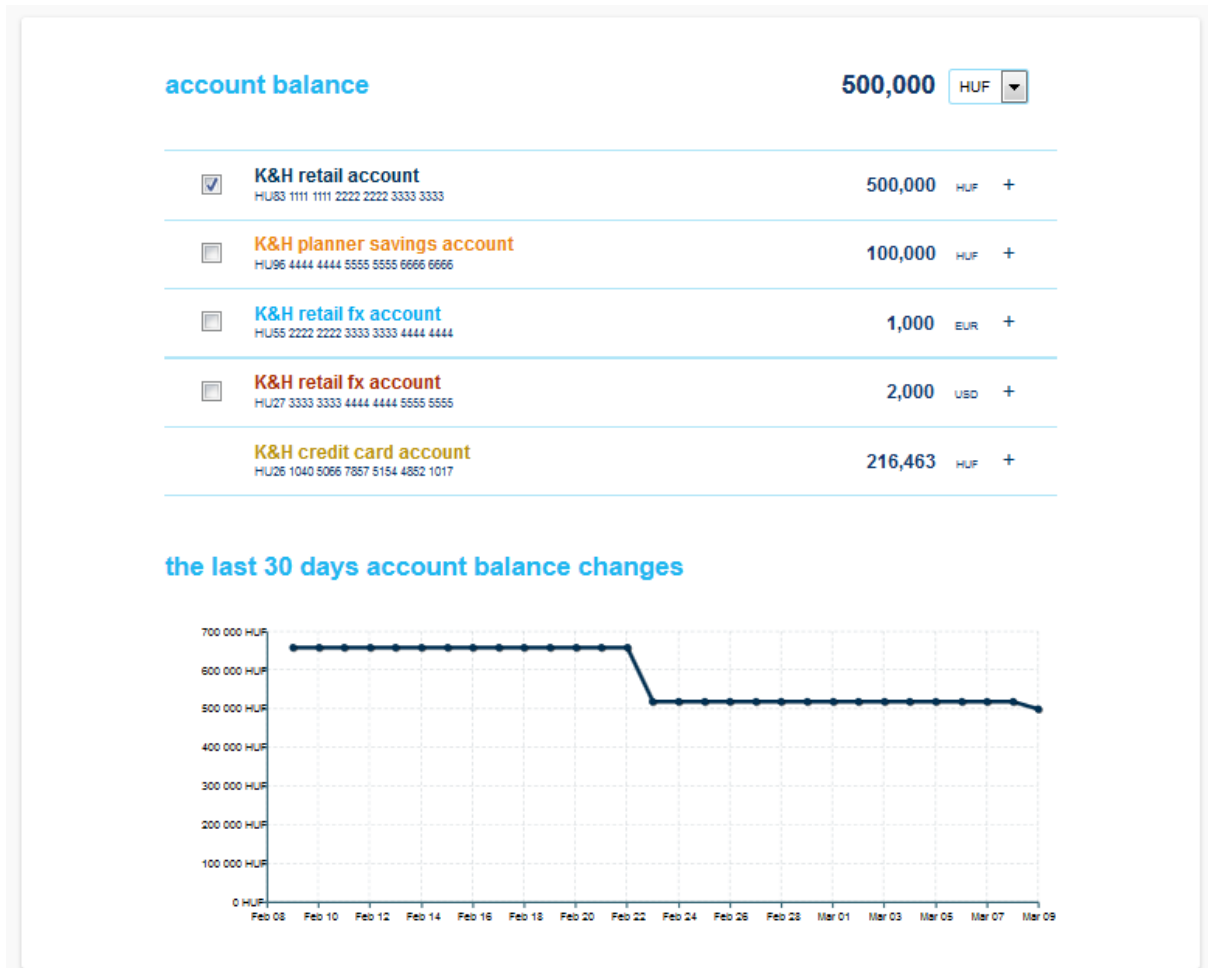 account balance 500,000 HUF
K&H retail account
HU83 1111 1111 2222 2222 3333 3333
500,000 HUF +
K&H planner savings account
HU96 4444 4444 5555 5555 6666 6666
100,000 HUF +
K&H retail fx account
HU55 2222 2222 3333 3333 4444 4444
1,000 EUR +
K&H retail fx account
HU27 3333 3333 4444 4444 5555 5555
2,000 USD +
K&H credit card account
HU26 1040 5066 7857 5154 4852 1017
216,463 HUF +
the last 30 days account balance changes
700 000 HUF
600 000 HUF
500 000 HUF
400 000 HUF
300 000 HUF
200 000 HUF
100 000 HUF
0 HUF
Feb 08 Feb 10 Feb 12 Feb 14 Feb 16 Feb 18 Feb 20 Feb 22 Feb 24 Feb 26 Feb 28 Mar 01 Mar 03 Mar 05 Mar 07 Mar 09